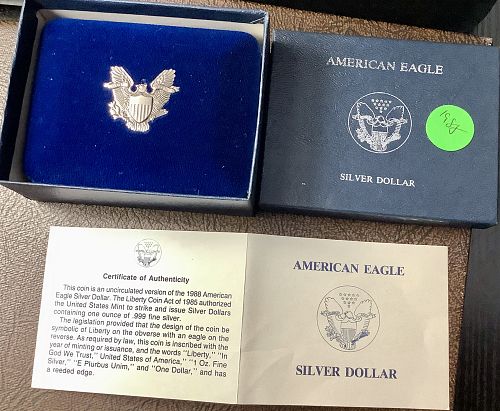 AMERICAN EAGLE
SILVER DOLLAR
Certificate of Authenticity
This coin is an uncirculated version of the 1988 American
Eagle Silver Dollar. The Liberty Coin Act of 1985 authorized
the United States Mint to strike and issue Silver Dollars
containing one ounce of .999 fine silver.
The legislation provided that the design of the coin be
symbolic of Liberty on the obverse with an eagle on the
reverse. As required by law, this coin is inscribed with the
year of minting or issuance, and the words "Liberty," "In
God We Trust," United States of America," "1 Oz. Fine
Silver," "E Plurbus Unim," and "One Dollar," and has
a reeded edge.
AMERICAN EAGLE
SILVER DOLLAR